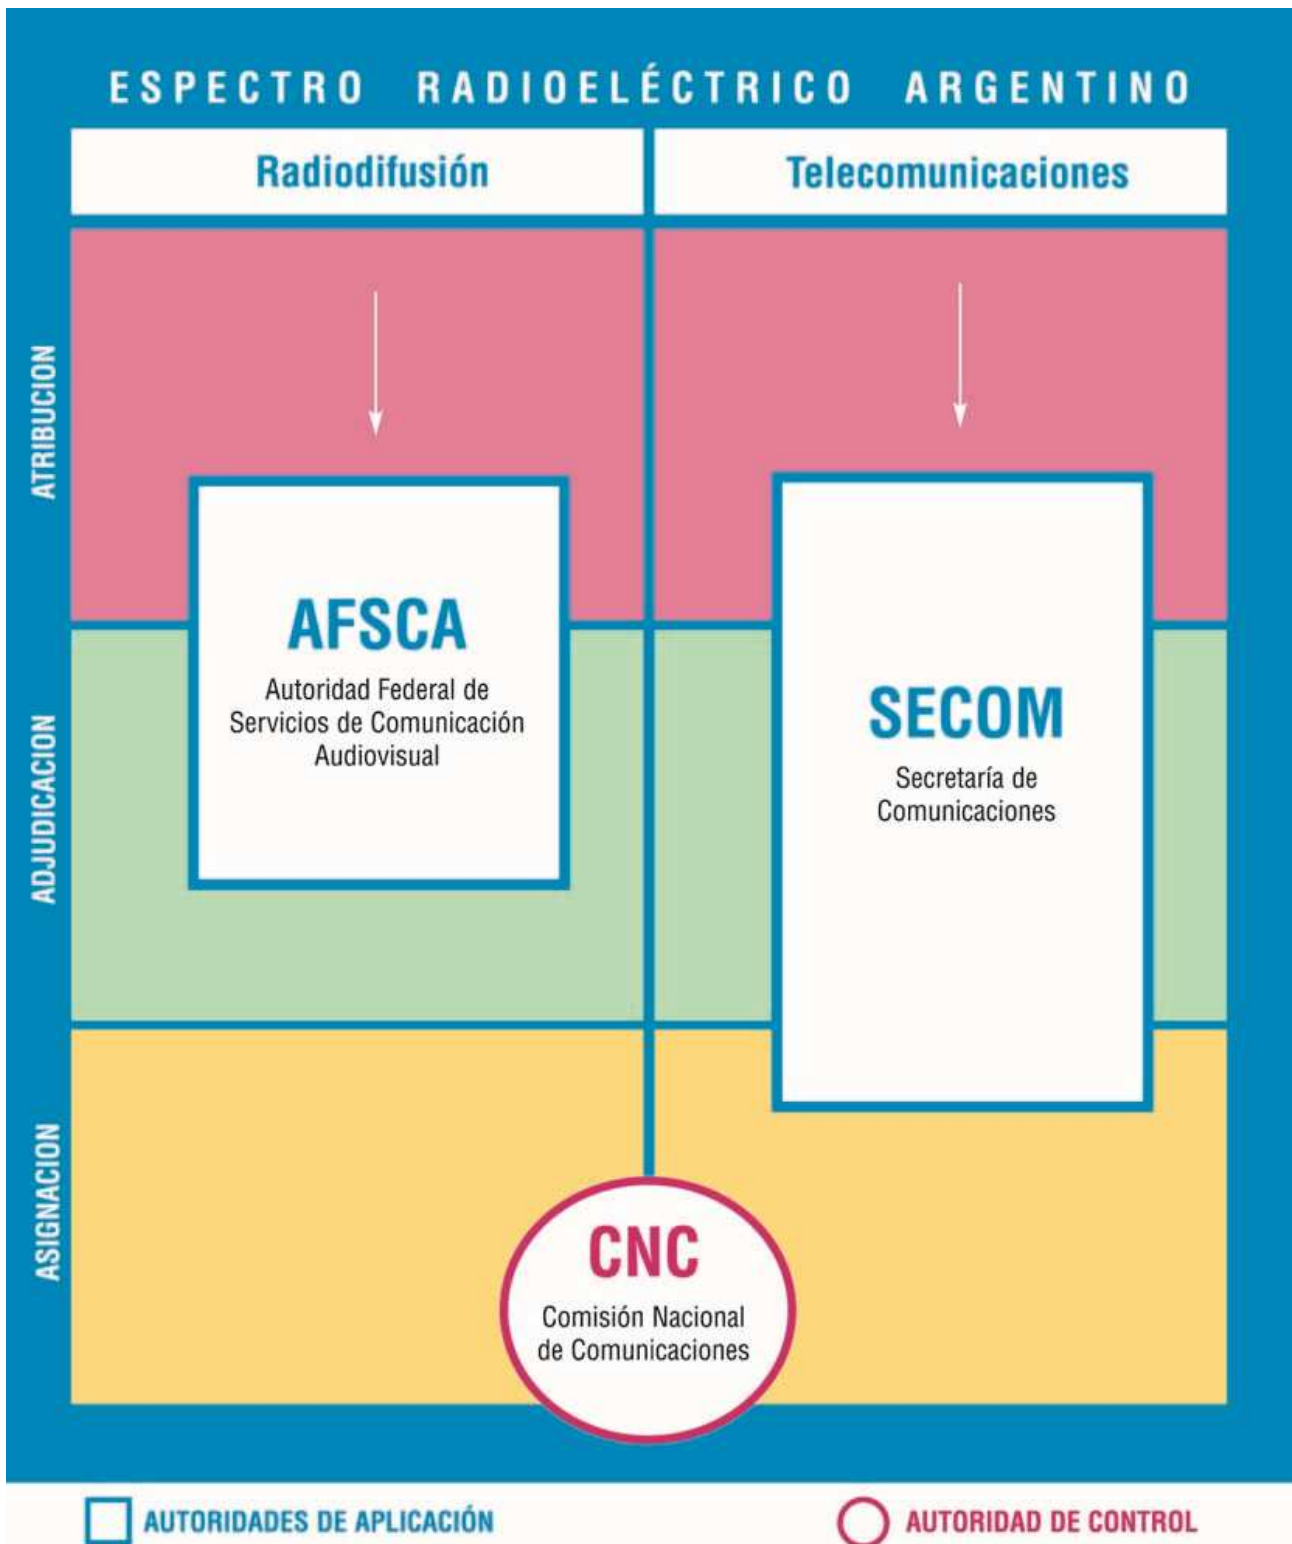 ESPECTRO RADIOELÉCTRICO ARGENTINO
Radiodifusión
Telecomunicaciones
ATRIBUCION
AFSCA
Autoridad Federal de
Servicios de Comunicación
Audiovisual
SECOM
Secretaría de
Comunicaciones
ADJUDICACION
ASIGNACION
CNC
Comisión Nacional
de Comunicaciones
AUTORIDADES DE APLICACIÓN
AUTORIDAD DE CONTROL